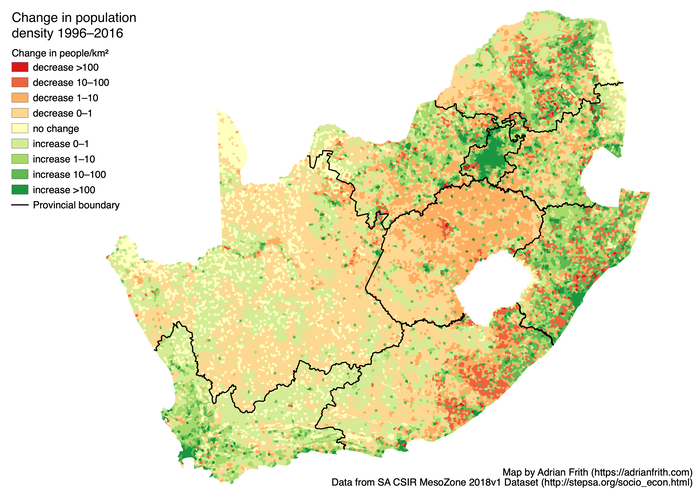 Change in population
density 1996–2016
Change in people/km²
decrease >100
decrease 10–100
decrease 1–10
decrease 0–1
no change
increase 0–1
increase 1–10
increase 10–100
increase >100
Provincial boundary
Map by Adrian Frith (https://adrianfrith.com)
Data from SA CSIR MesoZone 2018v1 Dataset (http://stepsa.org/socio_econ.html)